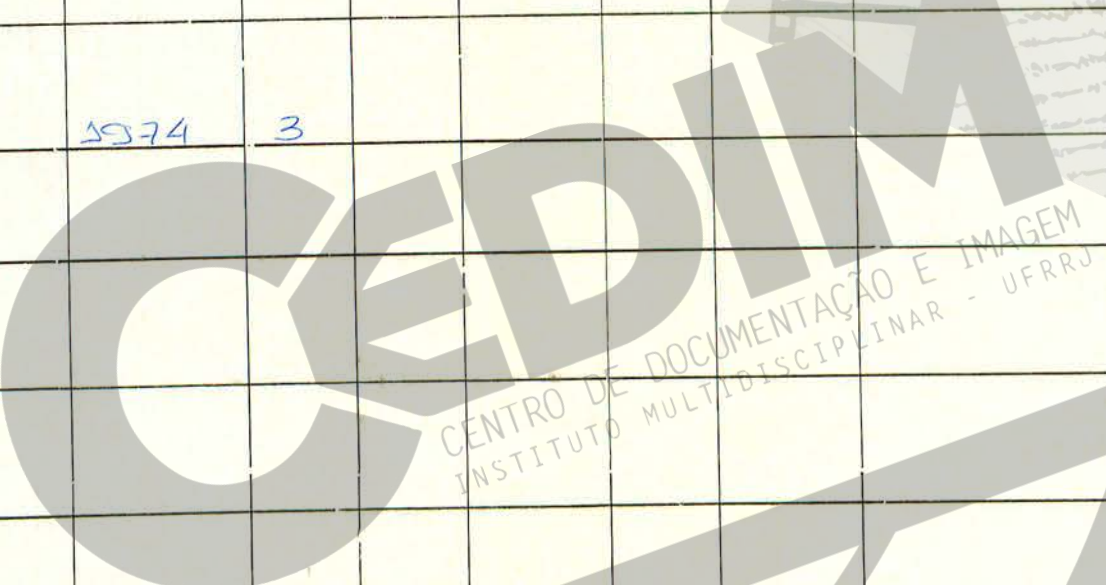 1974 3
CEDIM
CENTRO DE DOCUMENTAÇÃO E IMAGEM
INSTITUTO MULTIDISCIPLINAR - UFRRJ